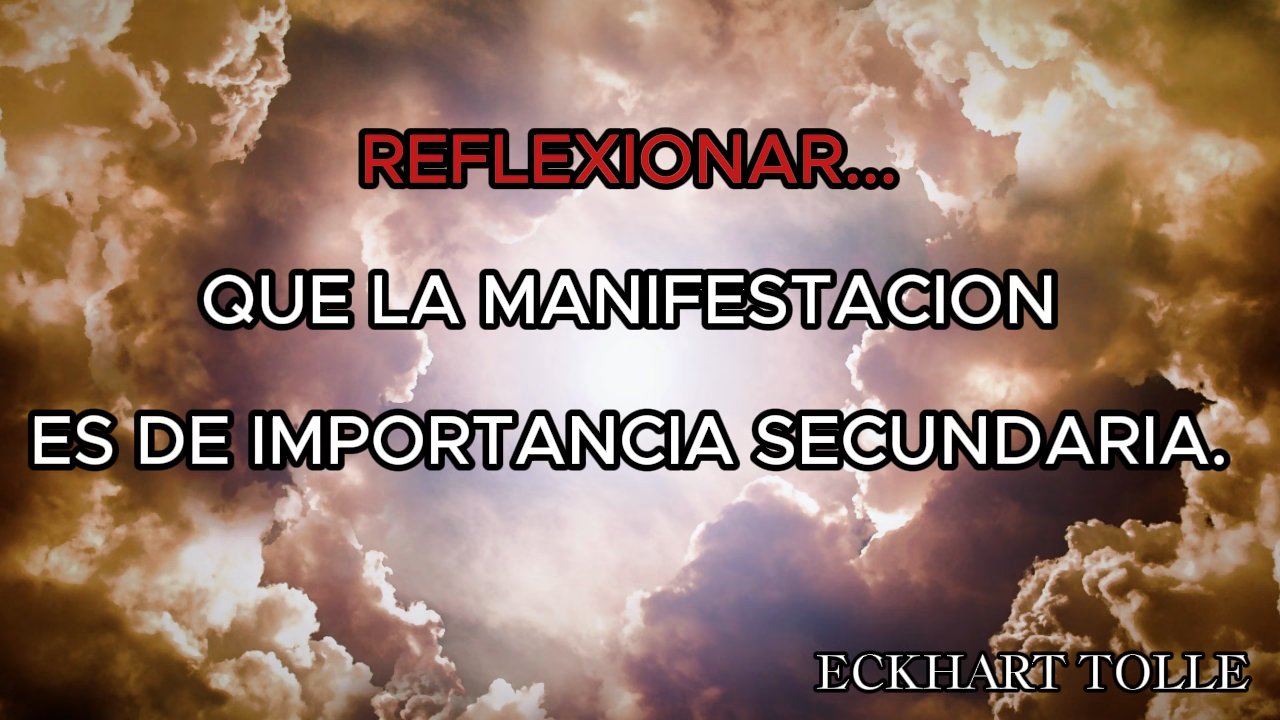 REFLEXIONAR...
QUE LA MANIFESTACION
ES DE IMPORTANCIA SECUNDARIA.
ECKHART TOLLE